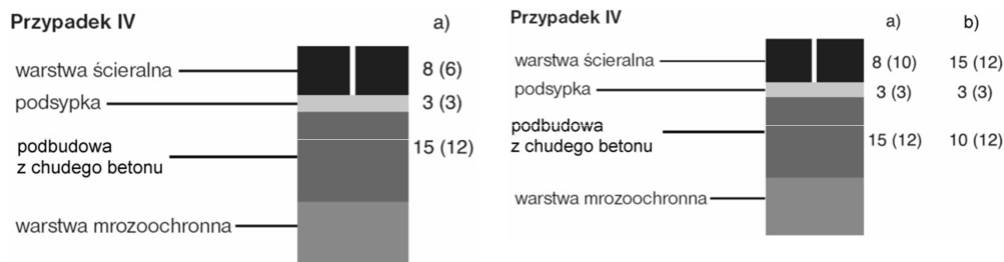 Przypadek IV
a)
warstwa ścieralna
8 (6)
podsypka
3 (3)
podbudowa
z chudego betonu
15 (12)
warstwa mrozoochronna
Przypadek IV
a)
b)
warstwa ścieralna
8 (10)
15 (12)
podsypka
3 (3)
3 (3)
podbudowa
z chudego betonu
15 (12)
10 (12)
warstwa mrozoochronna